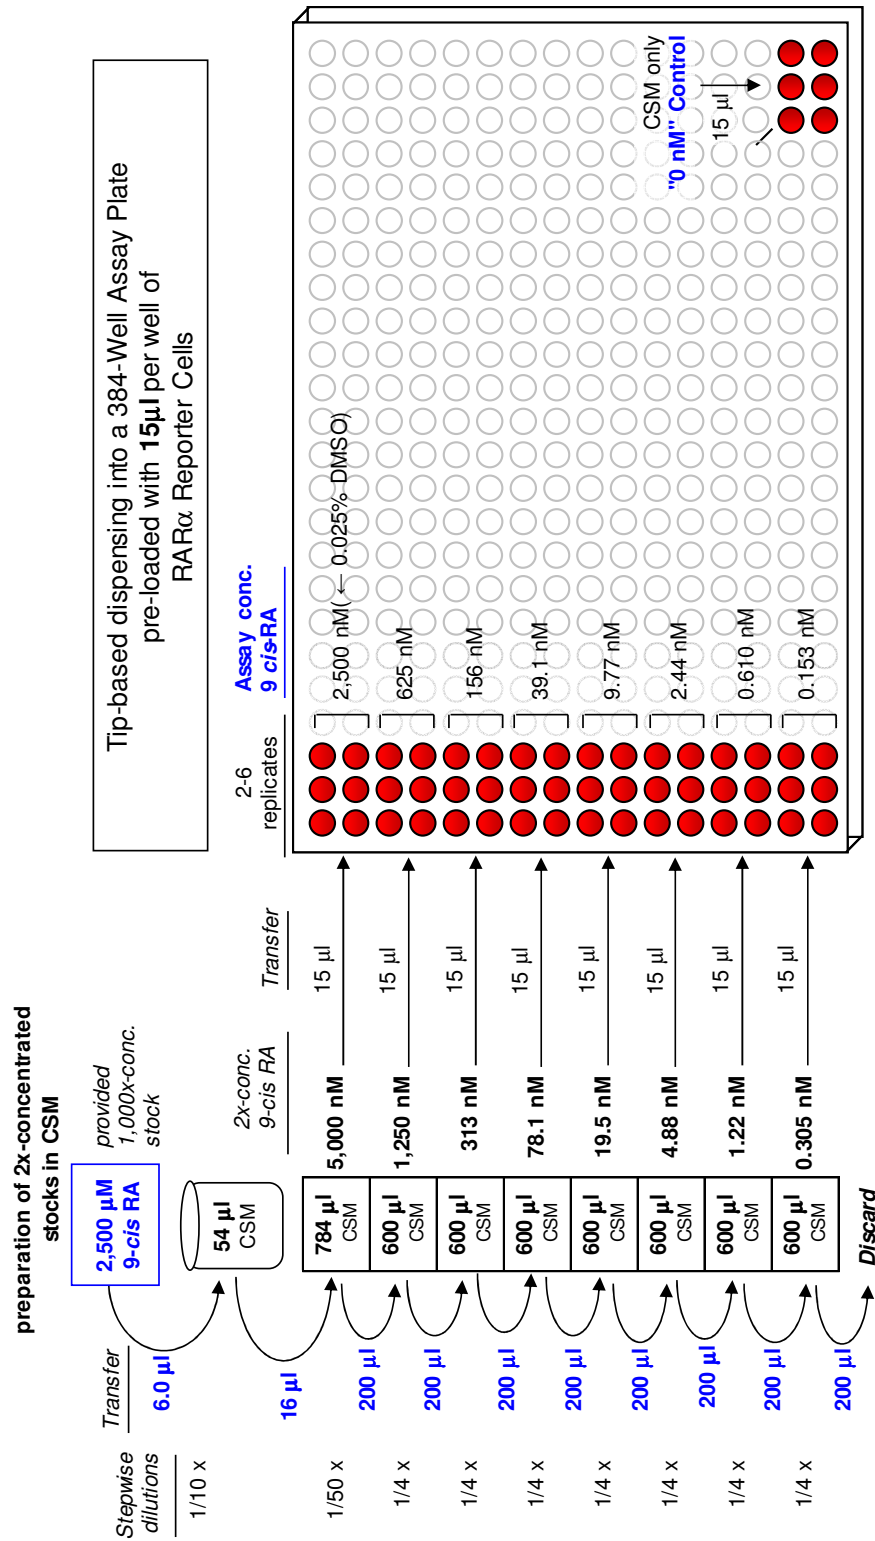 preparation of 2x-concentrated
stocks in CSM
Tip-based dispensing into a 384-Well Assay Plate
pre-loaded with 15µl per well of
RARα Reporter Cells
Stepwise
dilutions
Transfer
2,500 µM
9-cis RA
provided
1,000x-conc.
stock
6.0 µl
1/10 x
54 µl
CSM
16 µl
2x-conc.
9-cis RA
Transfer
2-6
replicates
Assay conc.
9 cis-RA
1/50 x
784 µl
CSM
5,000 nM
15 µl
2,500 nM( ← 0.025% DMSO)
200 µl
1/4 x
600 µl
CSM
1,250 nM
15 µl
625 nM
200 µl
1/4 x
600 µl
CSM
313 nM
15 µl
156 nM
200 µl
1/4 x
600 µl
CSM
78.1 nM
15 µl
39.1 nM
200 µl
1/4 x
600 µl
CSM
19.5 nM
15 µl
9.77 nM
200 µl
1/4 x
600 µl
CSM
4.88 nM
15 µl
2.44 nM
200 µl
1/4 x
600 µl
CSM
1.22 nM
15 µl
0.610 nM
200 µl
1/4 x
600 µl
CSM
0.305 nM
15 µl
0.153 nM
200 µl
Discard
CSM only
"0 nM" Control
15 µl